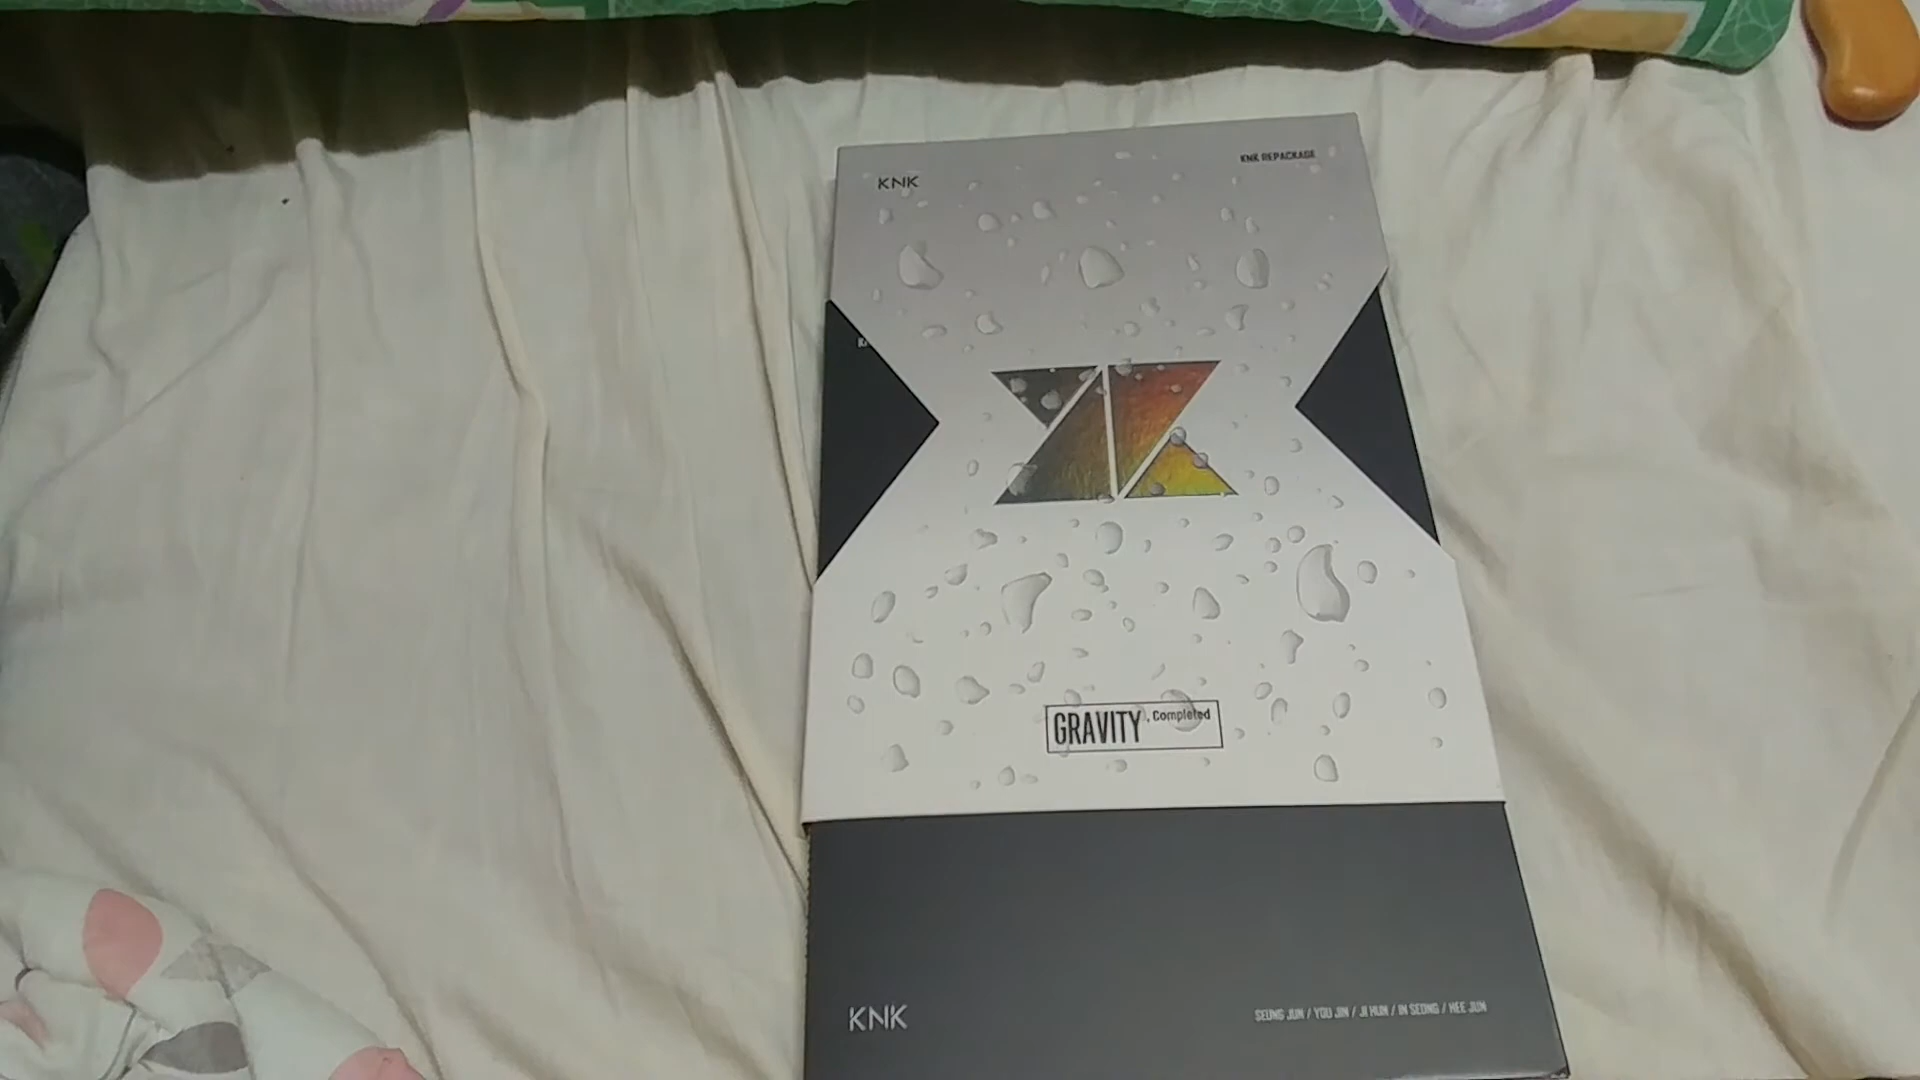 KNK
KNK REPACKAGE
GRAVITY, Completed
KNK
SEUNG JUN / YOU JIN / JI HUN / IN SEONG / HEE JUN